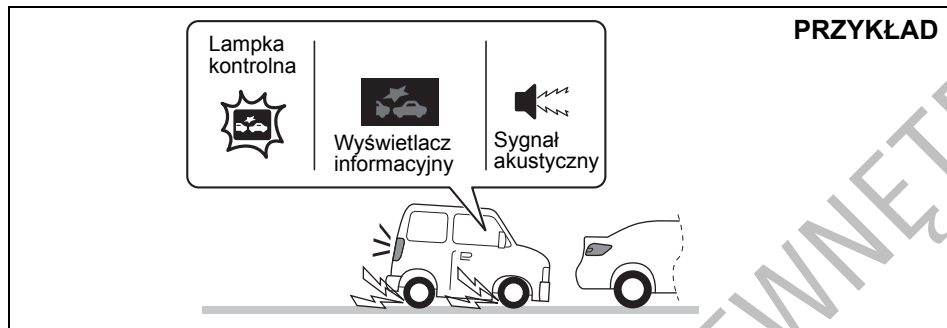 PRZYKŁAD
Lampka
kontrolna
Wyświetlacz
informacyjny
Sygnał
akustyczny